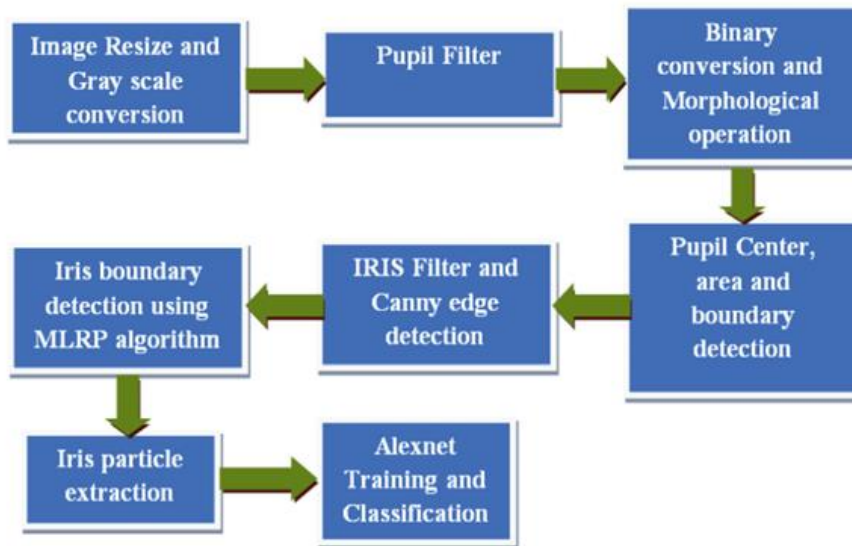 Image Resize and
Gray scale
conversion
Pupil Filter
Binary
conversion and
Morphological
operation
Pupil Center,
area and
boundary
detection
IRIS Filter and
Canny edge
detection
Iris boundary
detection using
MLRP algorithm
Iris particle
extraction
Alexnet
Training and
Classification